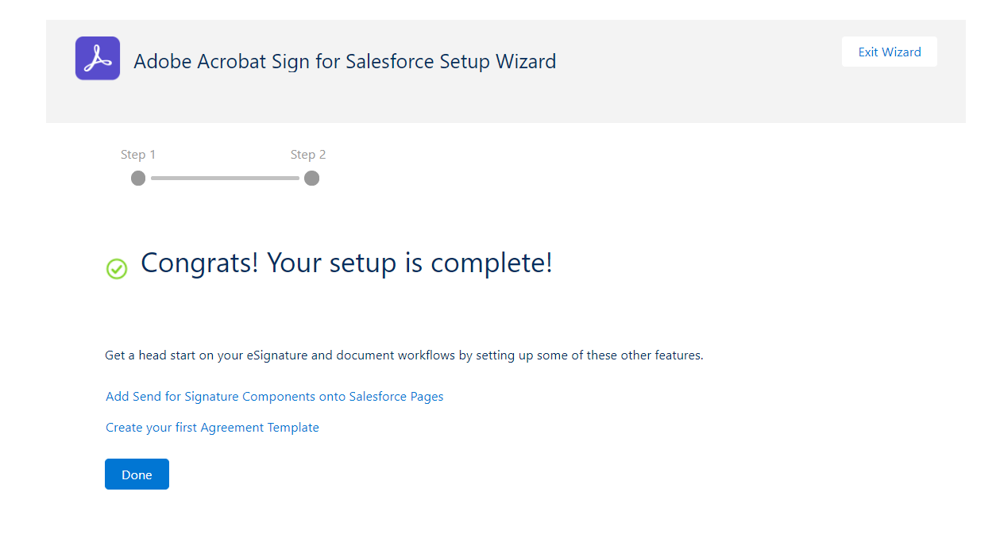 Adobe Acrobat Sign for Salesforce Setup Wizard
Exit Wizard
Step 1
Step 2
Congrats! Your setup is complete!
Get a head start on your eSignature and document workflows by setting up some of these other features.
Add Send for Signature Components onto Salesforce Pages
Create your first Agreement Template
Done